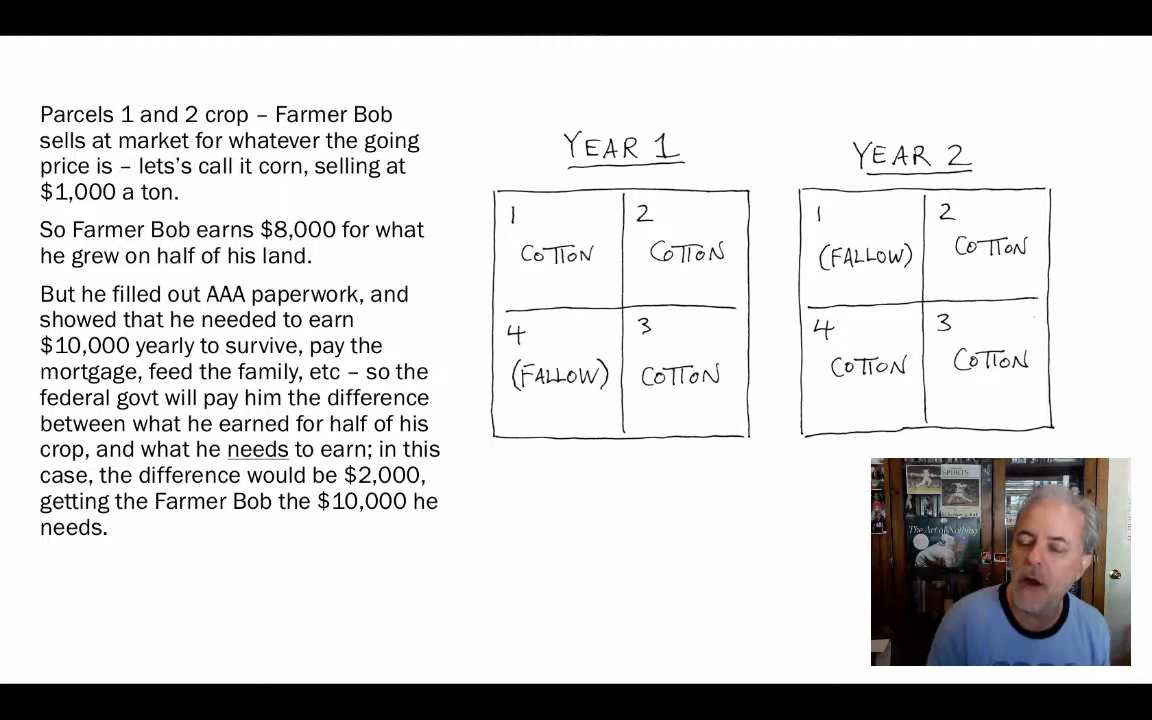 Parcels 1 and 2 crop – Farmer Bob
sells at market for whatever the going
price is – lets's call it corn, selling at
$1,000 a ton.
So Farmer Bob earns $8,000 for what
he grew on half of his land.
But he filled out AAA paperwork, and
showed that he needed to earn
$10,000 yearly to survive, pay the
mortgage, feed the family, etc – so the
federal govt will pay him the difference
between what he earned for half of his
crop, and what he needs to earn; in this
case, the difference would be $2,000,
getting the Farmer Bob the $10,000 he
needs.
YEAR 1
1
COTTON
2
COTTON
4
(FALLOW)
3
COTTON
YEAR 2
1
(FALLOW)
2
COTTON
4
COTTON
3
COTTON
SPORTS
The Art of Nothing